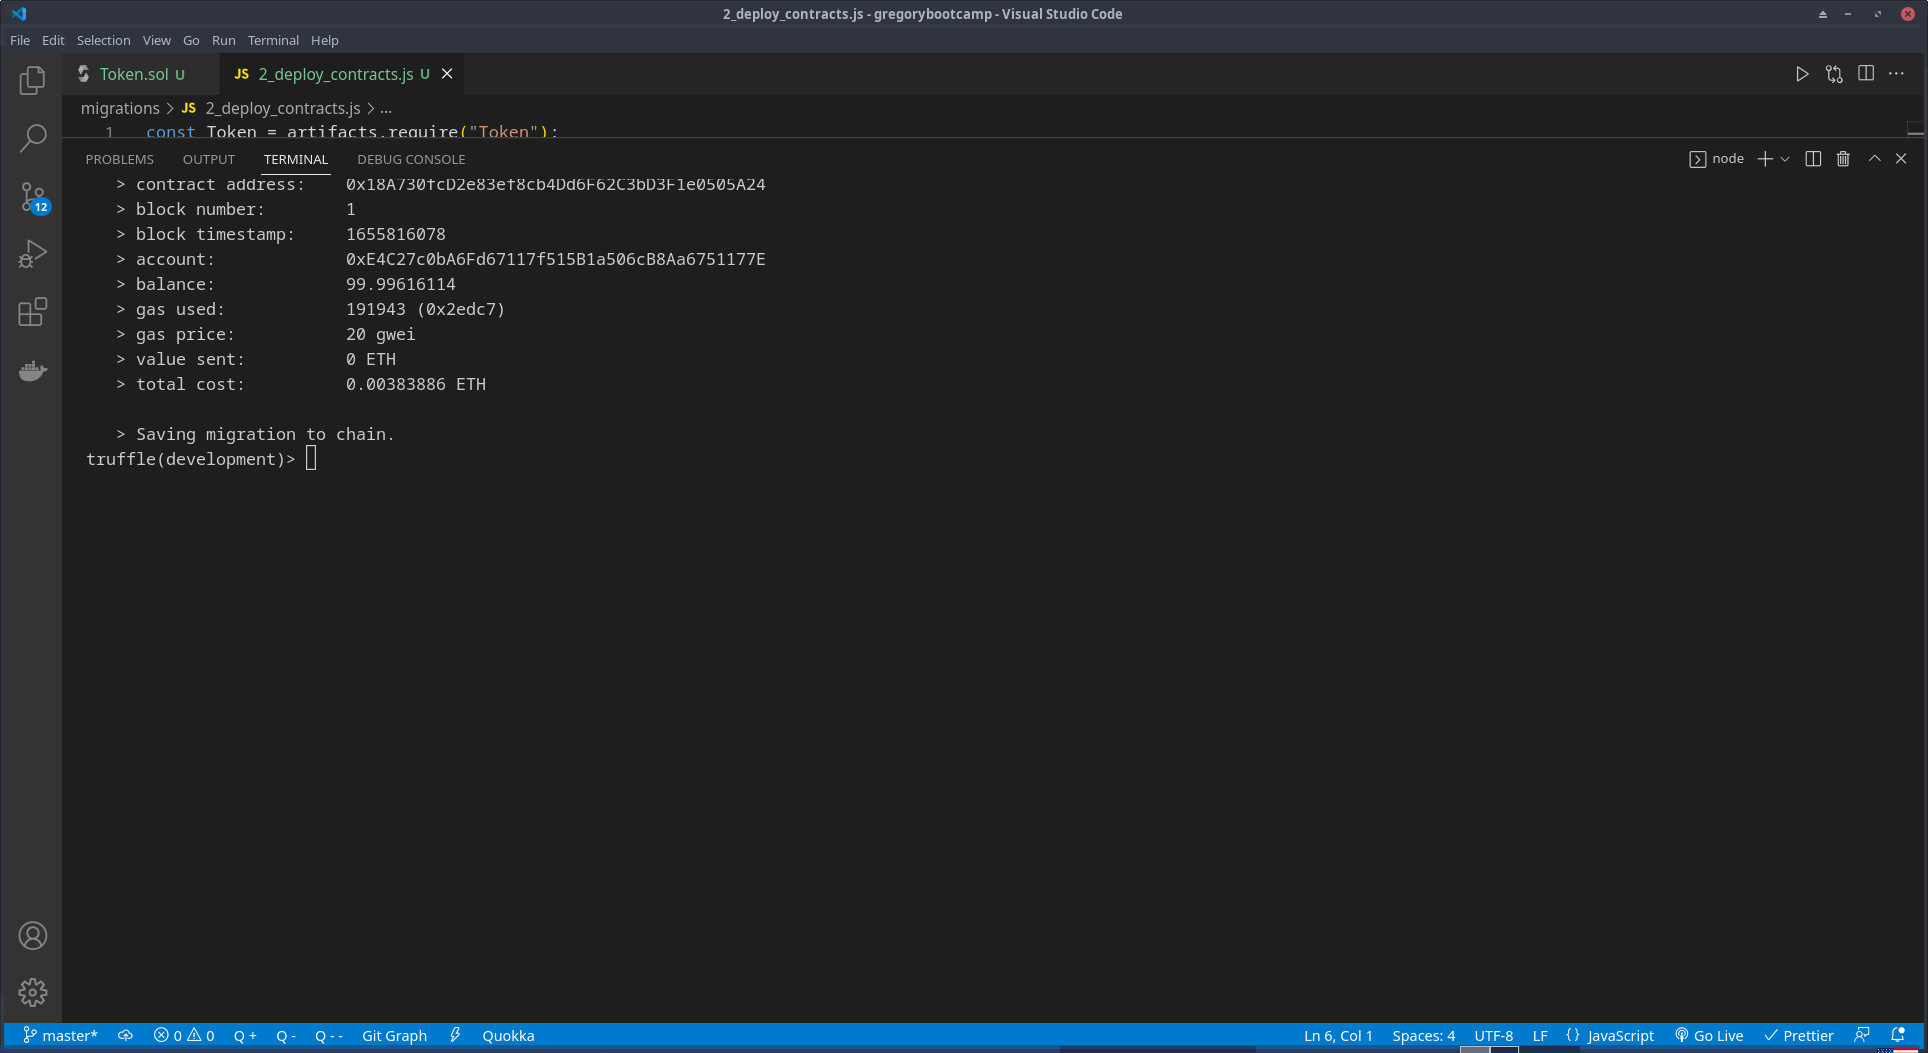 2_deploy_contracts.js - gregorybootcamp - Visual Studio Code
File Edit Selection View Go Run Terminal Help
Token.sol U JS 2_deploy_contracts.js U
migrations > JS 2_deploy_contracts.js > ...
1 const Token = artifacts.require("Token");
PROBLEMS OUTPUT TERMINAL DEBUG CONSOLE node
> contract address: 0x18A730fcD2e83ef8cb4Dd6F62C3bD3F1e0505A24
> block number: 1
> block timestamp: 1655816078
> account: 0xE4C27c0bA6Fd67117f515B1a506cB8Aa6751177E
> balance: 99.99616114
> gas used: 191943 (0x2edc7)
> gas price: 20 gwei
> value sent: 0 ETH
> total cost: 0.00383886 ETH
> Saving migration to chain.
truffle(development)>
12
master* 0 0 Q + Q - Q - - Git Graph Quokka Ln 6, Col 1 Spaces: 4 UTF-8 LF {} JavaScript Go Live Prettier